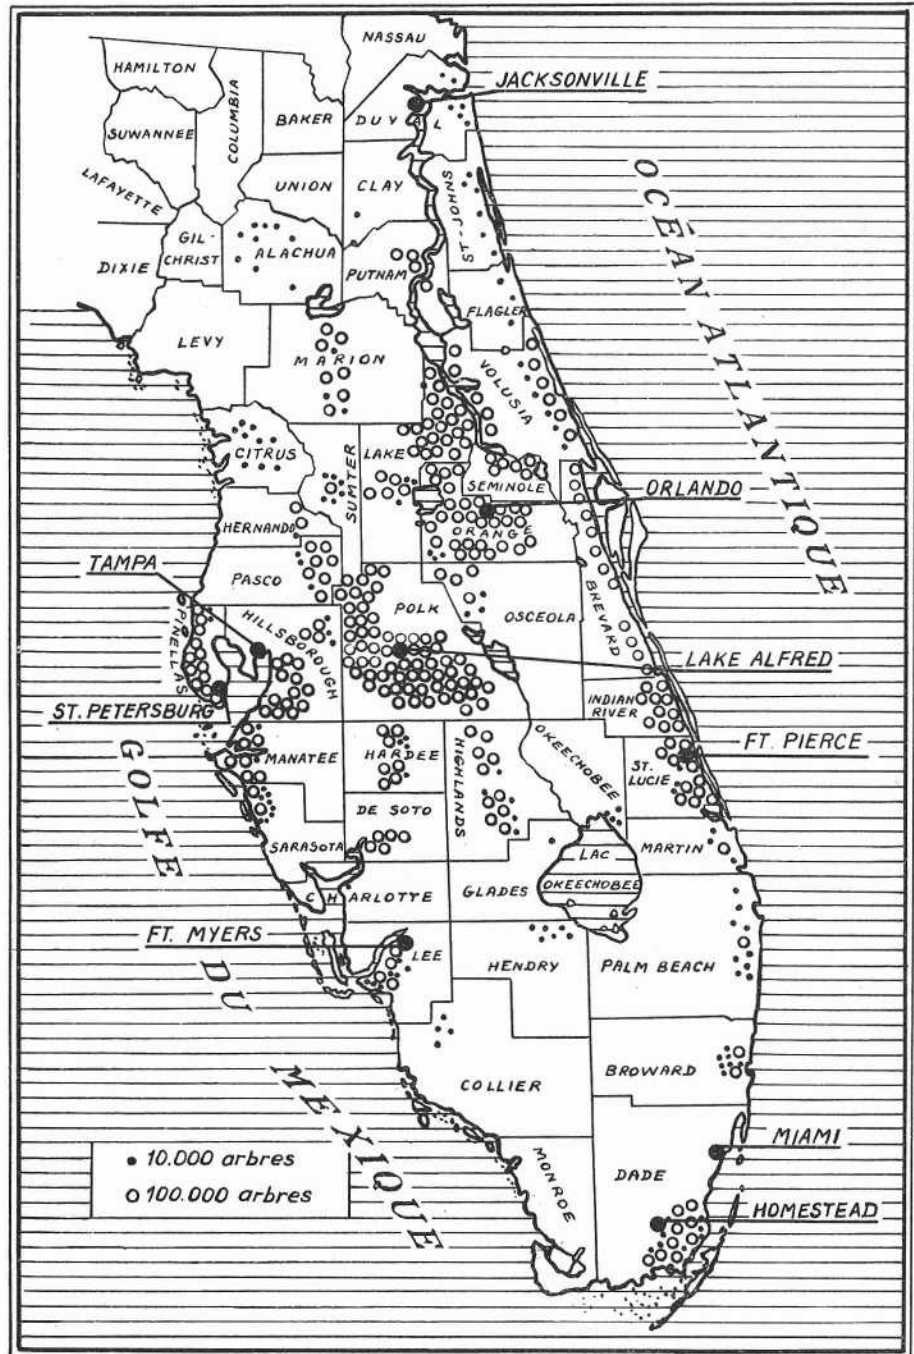 NASSAU
HAMILTON
JACKSONVILLE
COLUMBIA
BAKER
DUVAL
SUWANNEE
LAFAYETTE
UNION
CLAY
ST JOHNS
OCÉAN ATLANTIQUE
GIL-
CHRIST
ALACHUA
DIXIE
PUTNAM
FLAGLER
LEVY
MARION
VOLUSIA
CITRUS
SUMTER
LAKE
SEMINOLE
ORLANDO
HERNANDO
ORANGE
TAMPA
PASCO
POLK
OSCEOLA
BREVARD
PINELLAS
HILLSBOROUGH
LAKE ALFRED
ST. PETERSBURG
INDIAN
RIVER
FT. PIERCE
GOLFE DU MEXIQUE
MANATEE
HARDEE
HIGHLANDS
OKEECHOBEE
ST.
LUCIE
DE SOTO
SARASOTA
MARTIN
LAC
OKEECHOBEE
CHARLOTTE
GLADES
FT. MYERS
LEE
HENDRY
PALM BEACH
COLLIER
BROWARD
MIAMI
10.000 arbres
100.000 arbres
MONROE
DADE
HOMESTEAD